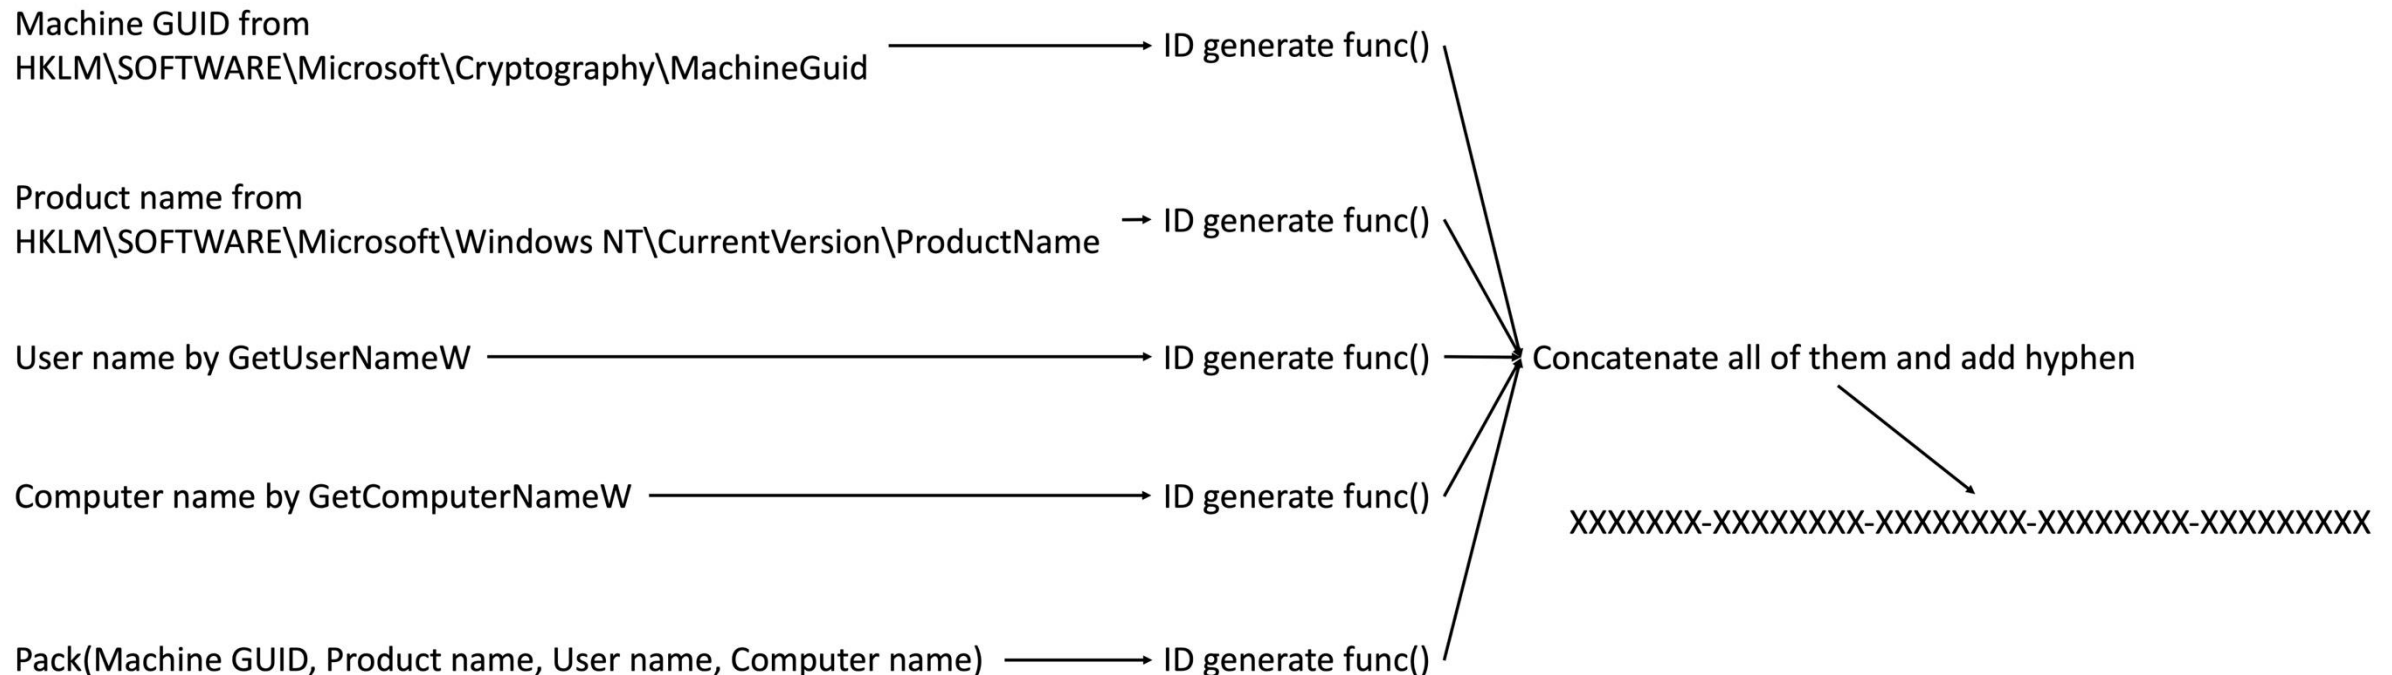 Machine GUID from
HKLM\SOFTWARE\Microsoft\Cryptography\MachineGuid
ID generate func()
Product name from
HKLM\SOFTWARE\Microsoft\Windows NT\CurrentVersion\ProductName
ID generate func()
User name by GetUserNameW
ID generate func()
Concatenate all of them and add hyphen
Computer name by GetComputerNameW
ID generate func()
XXXXXXX-XXXXXXXX-XXXXXXXX-XXXXXXXX-XXXXXXXXX
Pack(Machine GUID, Product name, User name, Computer name)
ID generate func()